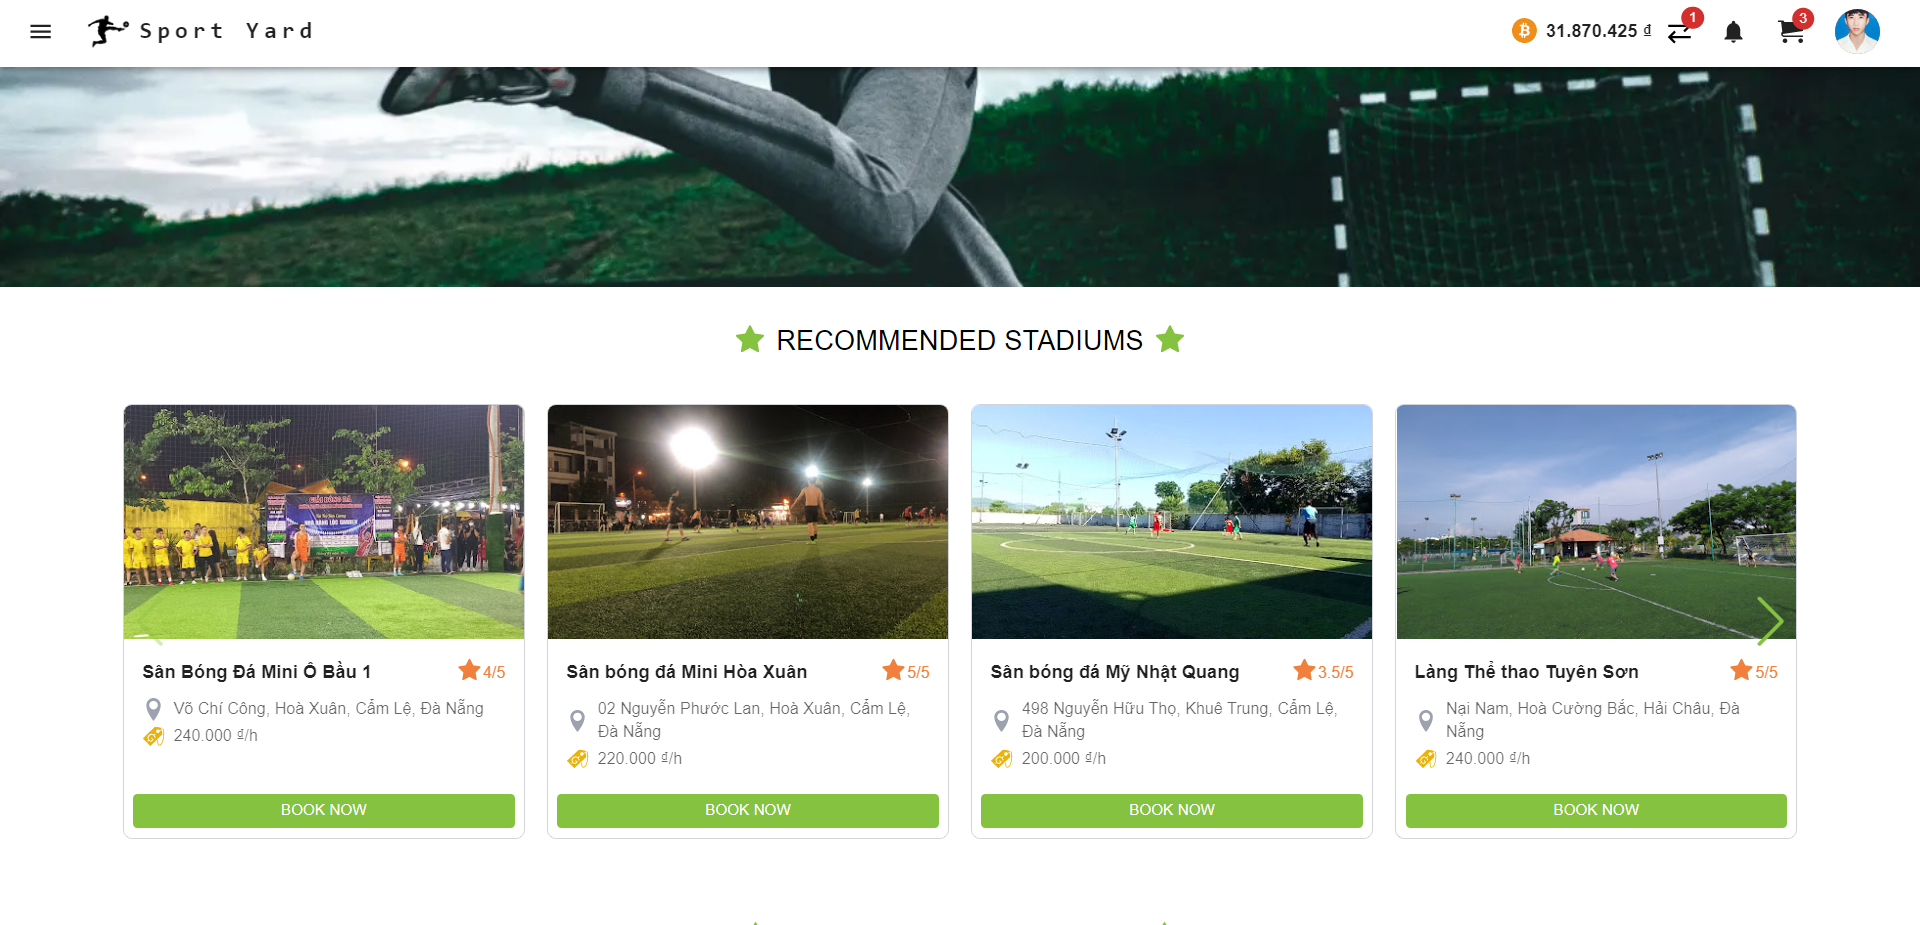 Sport Yard
31.870.425 ₫
1
3
RECOMMENDED STADIUMS
GIẢI BÓNG ĐÁ
Sân Bóng Đá Mini Ô Bầu 1
4/5
Võ Chí Công, Hoà Xuân, Cẩm Lệ, Đà Nẵng
240.000 ₫/h
BOOK NOW
Sân bóng đá Mini Hòa Xuân
5/5
02 Nguyễn Phước Lan, Hoà Xuân, Cẩm Lệ,
Đà Nẵng
220.000 ₫/h
BOOK NOW
Sân bóng đá Mỹ Nhật Quang
3.5/5
498 Nguyễn Hữu Thọ, Khuê Trung, Cẩm Lệ,
Đà Nẵng
200.000 ₫/h
BOOK NOW
Làng Thể thao Tuyên Sơn
5/5
Nại Nam, Hoà Cường Bắc, Hải Châu, Đà
Nẵng
240.000 ₫/h
BOOK NOW